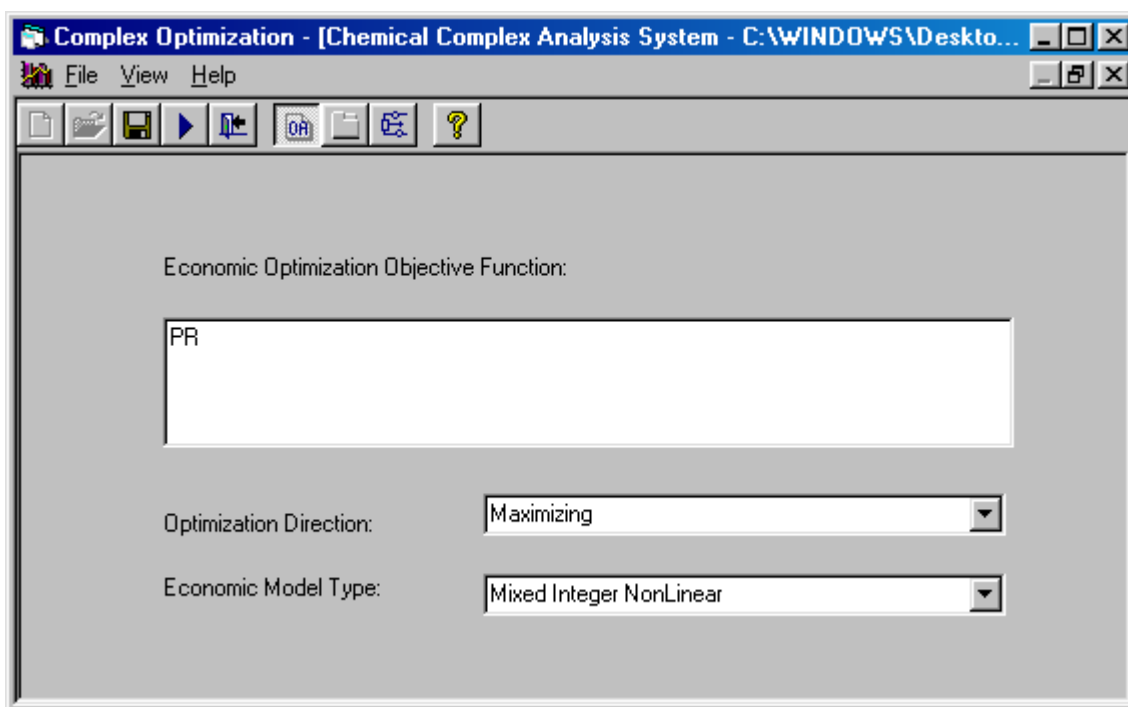 Complex Optimization - [Chemical Complex Analysis System - C:\WINDOWS\Deskto...
File View Help
OA ?
Economic Optimization Objective Function:
PR
Optimization Direction: Maximizing
Economic Model Type: Mixed Integer NonLinear